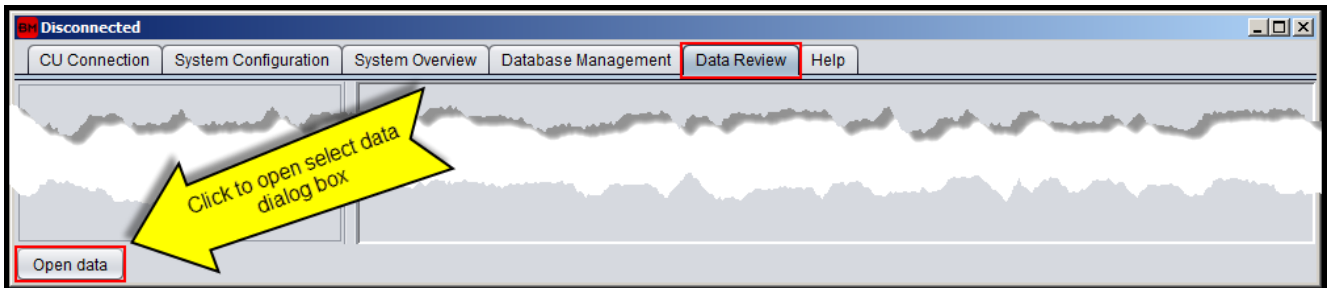 BM Disconnected
CU Connection System Configuration System Overview Database Management Data Review Help
Click to open select data
dialog box
Open data